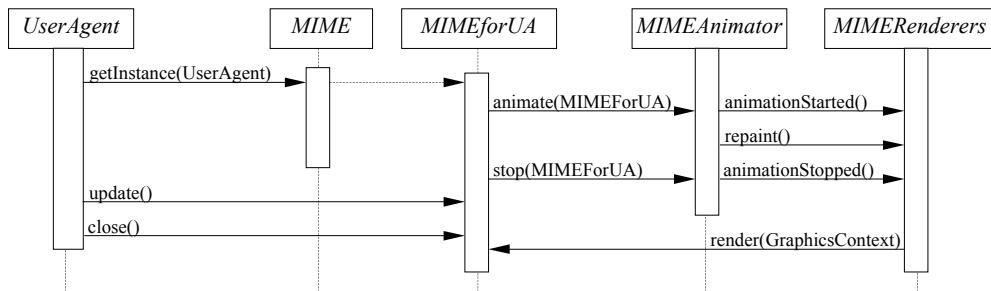 UserAgent
MIME
MIMEforUA
MIMEAnimator
MIMERenderers
getInstance(UserAgent)
animate(MIMEForUA)
animationStarted()
repaint()
stop(MIMEForUA)
animationStopped()
update()
close()
render(GraphicsContext)